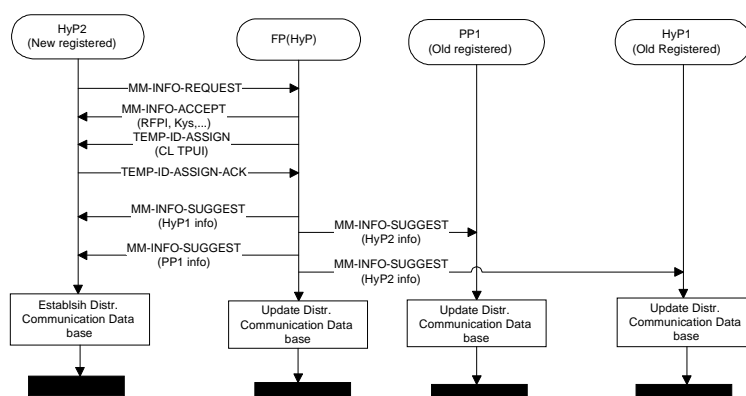 HyP2
(New registered)
FP(HyP)
PP1
(Old registered)
HyP1
(Old Registered)
MM-INFO-REQUEST
MM-INFO-ACCEPT
(RFPI, Kys,...)
TEMP-ID-ASSIGN
(CL TPUI)
TEMP-ID-ASSIGN-ACK
MM-INFO-SUGGEST
(HyP1 info)
MM-INFO-SUGGEST
(HyP2 info)
MM-INFO-SUGGEST
(PP1 info)
MM-INFO-SUGGEST
(HyP2 info)
Establsih Distr.
Communication Data
base
Update Distr.
Communication Data
base
Update Distr.
Communication Data
base
Update Distr.
Communication Data
base